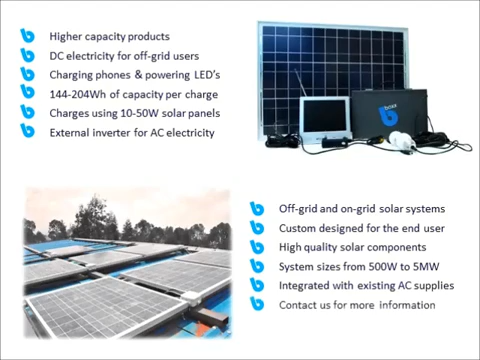 Higher capacity products
DC electricity for off-grid users
Charging phones & powering LED's
144-204Wh of capacity per charge
Charges using 10-50W solar panels
External inverter for AC electricity
Off-grid and on-grid solar systems
Custom designed for the end user
High quality solar components
System sizes from 500W to 5MW
Integrated with existing AC supplies
Contact us for more information